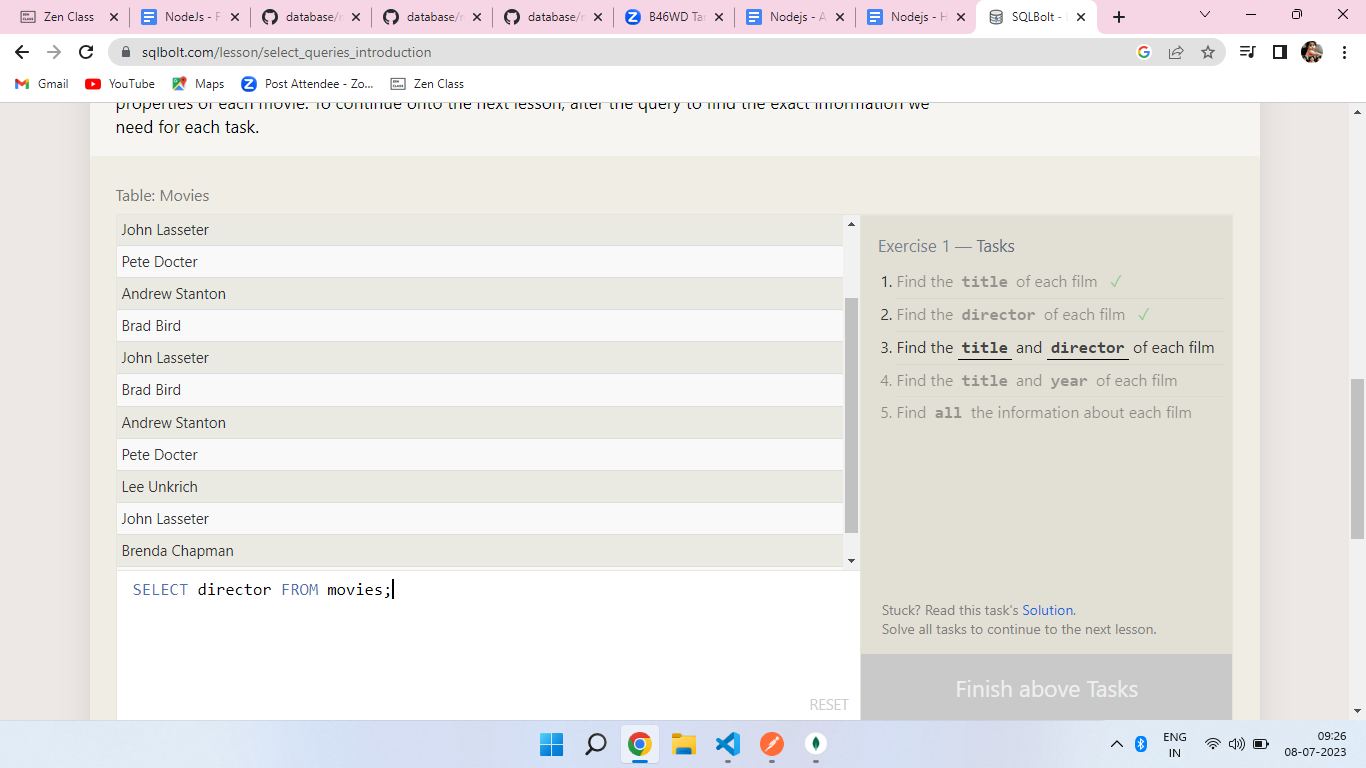 Zen Class
NodeJs - F
database/r
database/r
database/r
B46WD Tar
Nodejs - A
Nodejs - H
SQLBolt - L
sqlbolt.com/lesson/select_queries_introduction
Gmail
YouTube
Maps
Post Attendee - Zo...
Zen Class
properties of each movie. To continue onto the next lesson, alter the query to find the exact information we
need for each task.
Table: Movies
John Lasseter
Pete Docter
Andrew Stanton
Brad Bird
John Lasseter
Brad Bird
Andrew Stanton
Pete Docter
Lee Unkrich
John Lasseter
Brenda Chapman
SELECT director FROM movies;
RESET
Exercise 1 — Tasks
1. Find the title of each film ✓
2. Find the director of each film ✓
3. Find the title and director of each film
4. Find the title and year of each film
5. Find all the information about each film
Stuck? Read this task's Solution.
Solve all tasks to continue to the next lesson.
Finish above Tasks
ENG
IN
09:26
08-07-2023